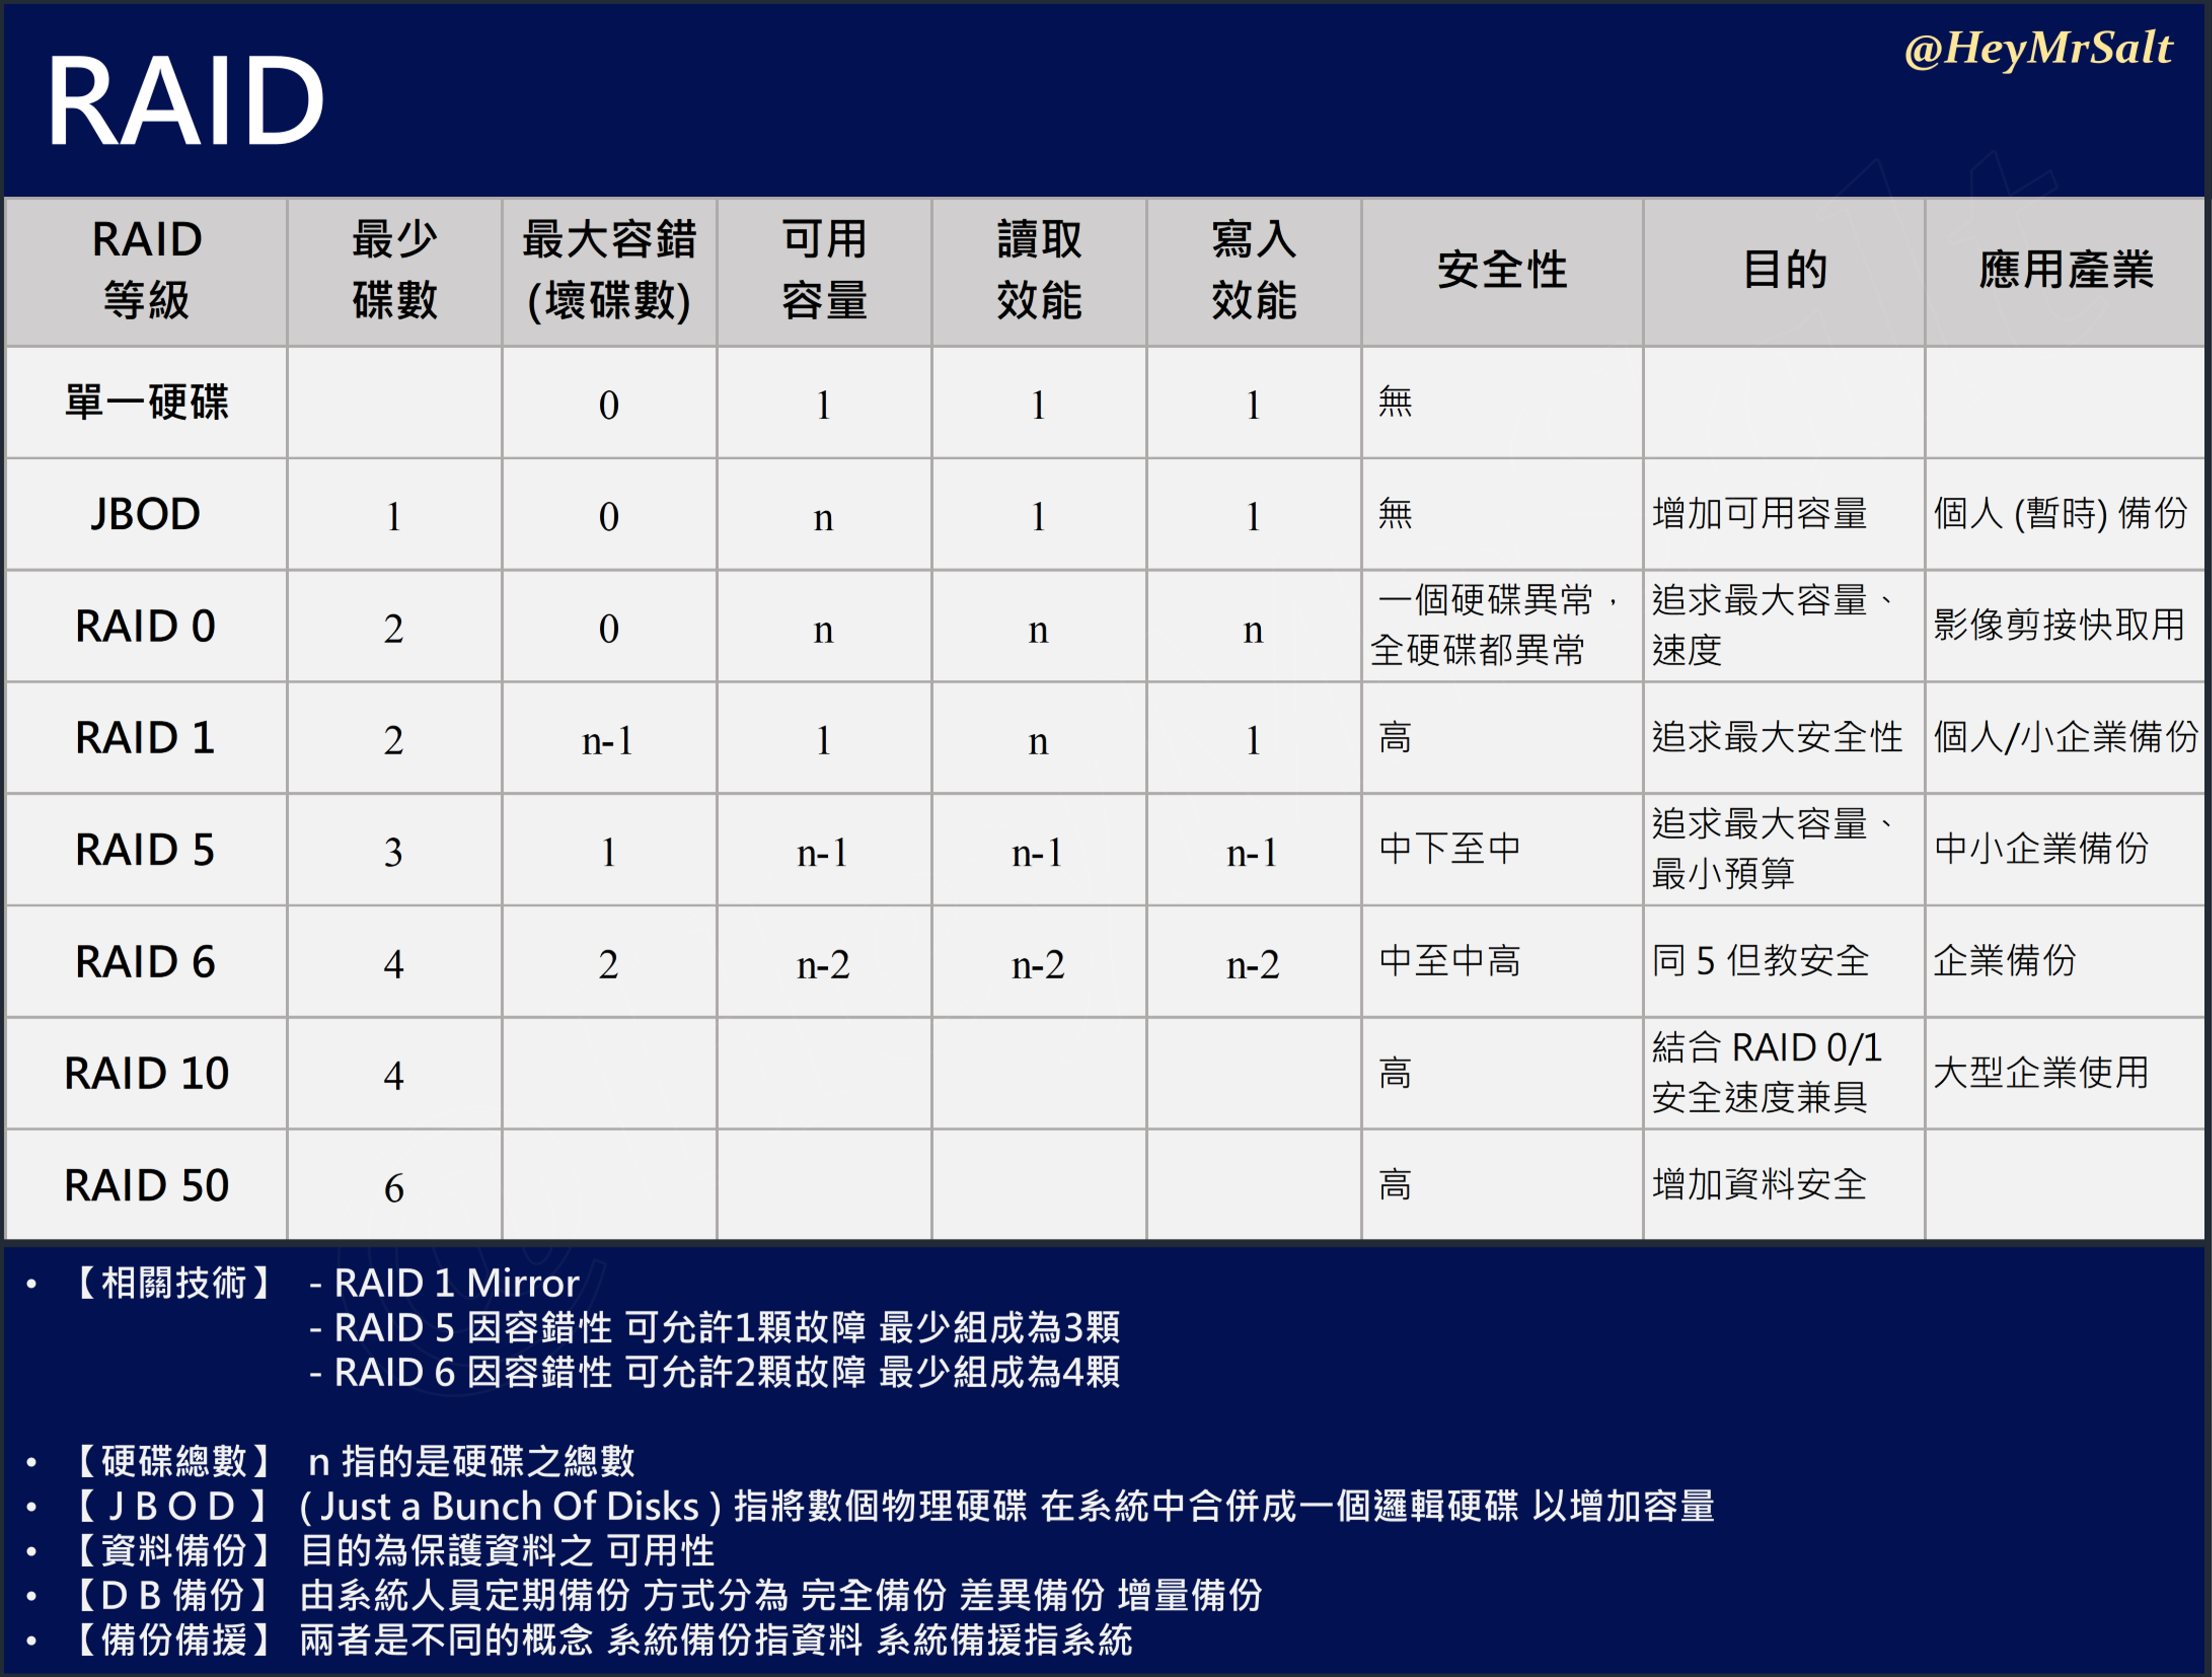 @HeyMrSalt
RAID
RAID 等級 最少 碟數 最大容錯 (壞碟數) 可用 容量 讀取 效能 寫入 效能 安全性 目的 應用產業
單一硬碟 0 1 1 1 無
JBOD 1 0 n 1 1 無 增加可用容量 個人 (暫時) 備份
RAID 0 2 0 n n n 一個硬碟異常，全硬碟都異常 追求最大容量、速度 影像剪接快取用
RAID 1 2 n-1 1 n 1 高 追求最大安全性 個人/小企業備份
RAID 5 3 1 n-1 n-1 n-1 中下至中 追求最大容量、最小預算 中小企業備份
RAID 6 4 2 n-2 n-2 n-2 中至中高 同 5 但教安全 企業備份
RAID 10 4 高 結合 RAID 0/1 安全速度兼具 大型企業使用
RAID 50 6 高 增加資料安全
• 【相關技術】 - RAID 1 Mirror
- RAID 5 因容錯性 可允許1顆故障 最少組成為3顆
- RAID 6 因容錯性 可允許2顆故障 最少組成為4顆
• 【硬碟總數】 n 指的是硬碟之總數
• 【 J B O D 】 ( Just a Bunch Of Disks ) 指將數個物理硬碟 在系統中合併成一個邏輯硬碟 以增加容量
• 【資料備份】 目的為保護資料之 可用性
• 【D B 備份】 由系統人員定期備份 方式分為 完全備份 差異備份 增量備份
• 【備份備援】 兩者是不同的概念 系統備份指資料 系統備援指系統